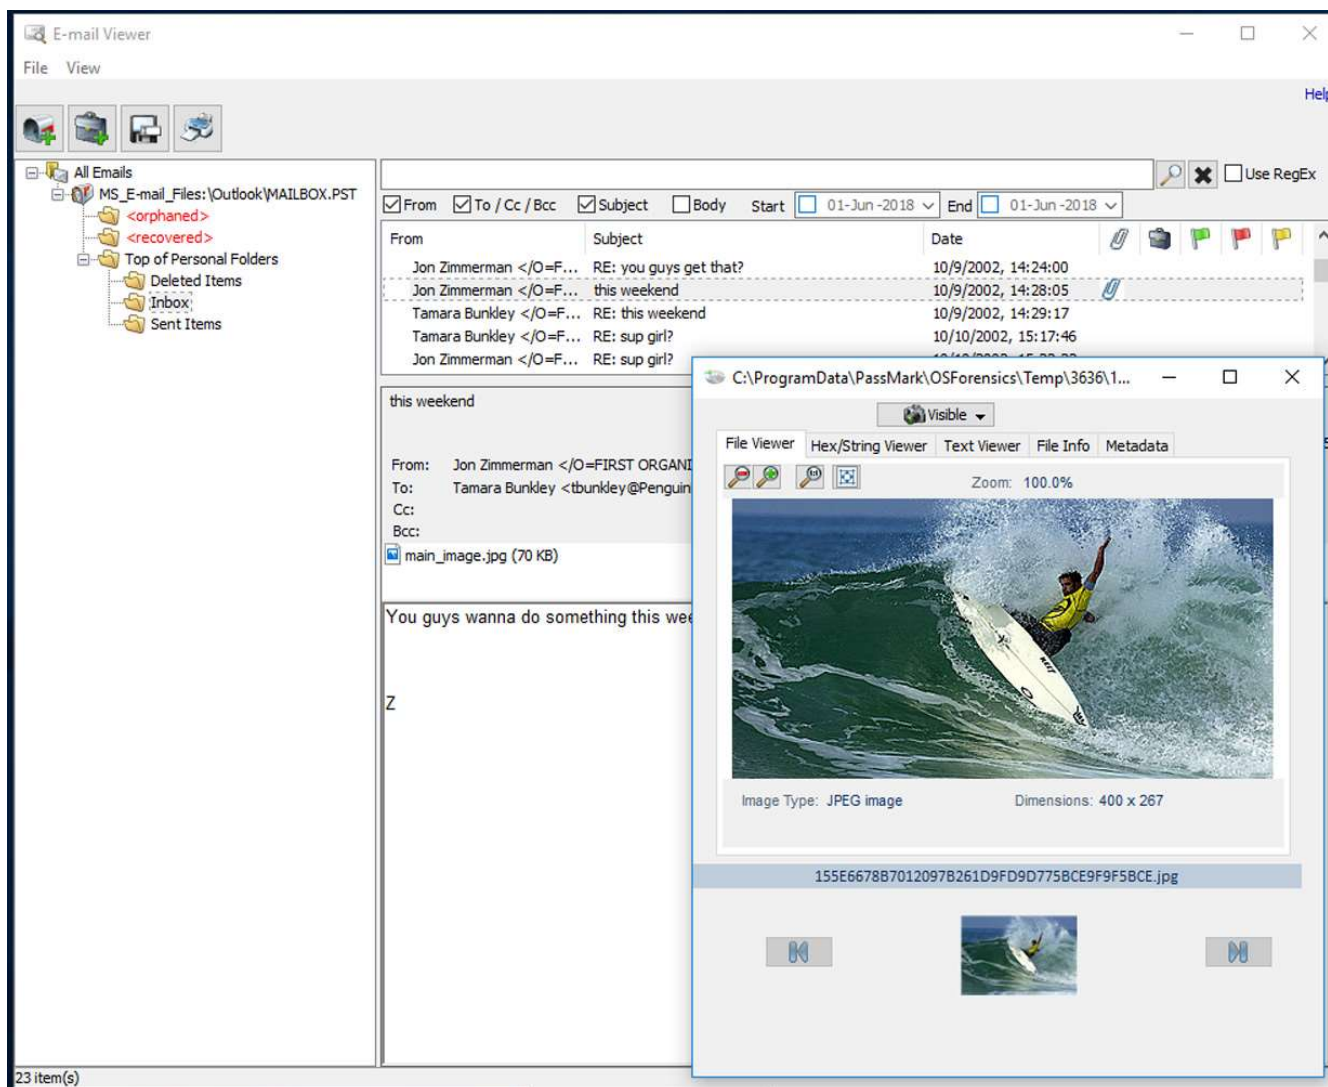 E-mail Viewer
File View
Help
All Emails
MS_E-mail_Files:\Outlook\MAILBOX.PST
<orphaned>
<recovered>
Top of Personal Folders
Deleted Items
Inbox
Sent Items
Use RegEx
From To / Cc / Bcc Subject Body Start 01-Jun-2018 End 01-Jun-2018
From Subject Date
Jon Zimmerman </O=F... RE: you guys get that? 10/9/2002, 14:24:00
Jon Zimmerman </O=F... this weekend 10/9/2002, 14:28:05
Tamara Bunkley </O=F... RE: this weekend 10/9/2002, 14:29:17
Tamara Bunkley </O=F... RE: sup girl? 10/10/2002, 15:17:46
Jon Zimmerman </O=F... RE: sup girl?
this weekend
From: Jon Zimmerman </O=FIRST ORGANI
To: Tamara Bunkley <tbunkley@Penguin
Cc:
Bcc:
main_image.jpg (70 KB)
You guys wanna do something this wee
Z
C:\ProgramData\PassMark\OSForensics\Temp\3636\1...
Visible
File Viewer Hex/String Viewer Text Viewer File Info Metadata
Zoom: 100.0%
Image Type: JPEG image Dimensions: 400 x 267
155E6678B7012097B261D9FD9D775BCE9F9F5BCE.jpg
23 item(s)